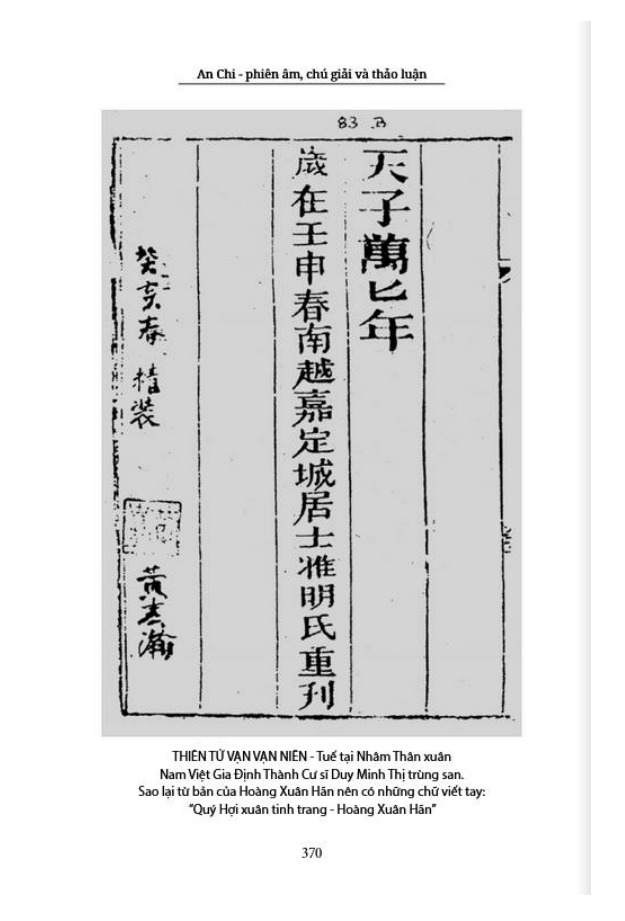 An Chi - phiên âm, chú giải và thảo luận
83 B
天子萬匕年
歲在壬申春南越嘉定城居士惟明氏重刊
癸亥春精裝
黃春瀚
THIÊN TỬ VẠN VẠN NIÊN - Tuế tại Nhâm Thân xuân
Nam Việt Gia Định Thành Cư sĩ Duy Minh Thị trùng san.
Sao lại từ bản của Hoàng Xuân Hãn nên có những chữ viết tay:
“Quý Hợi xuân tinh trang - Hoàng Xuân Hãn”
370